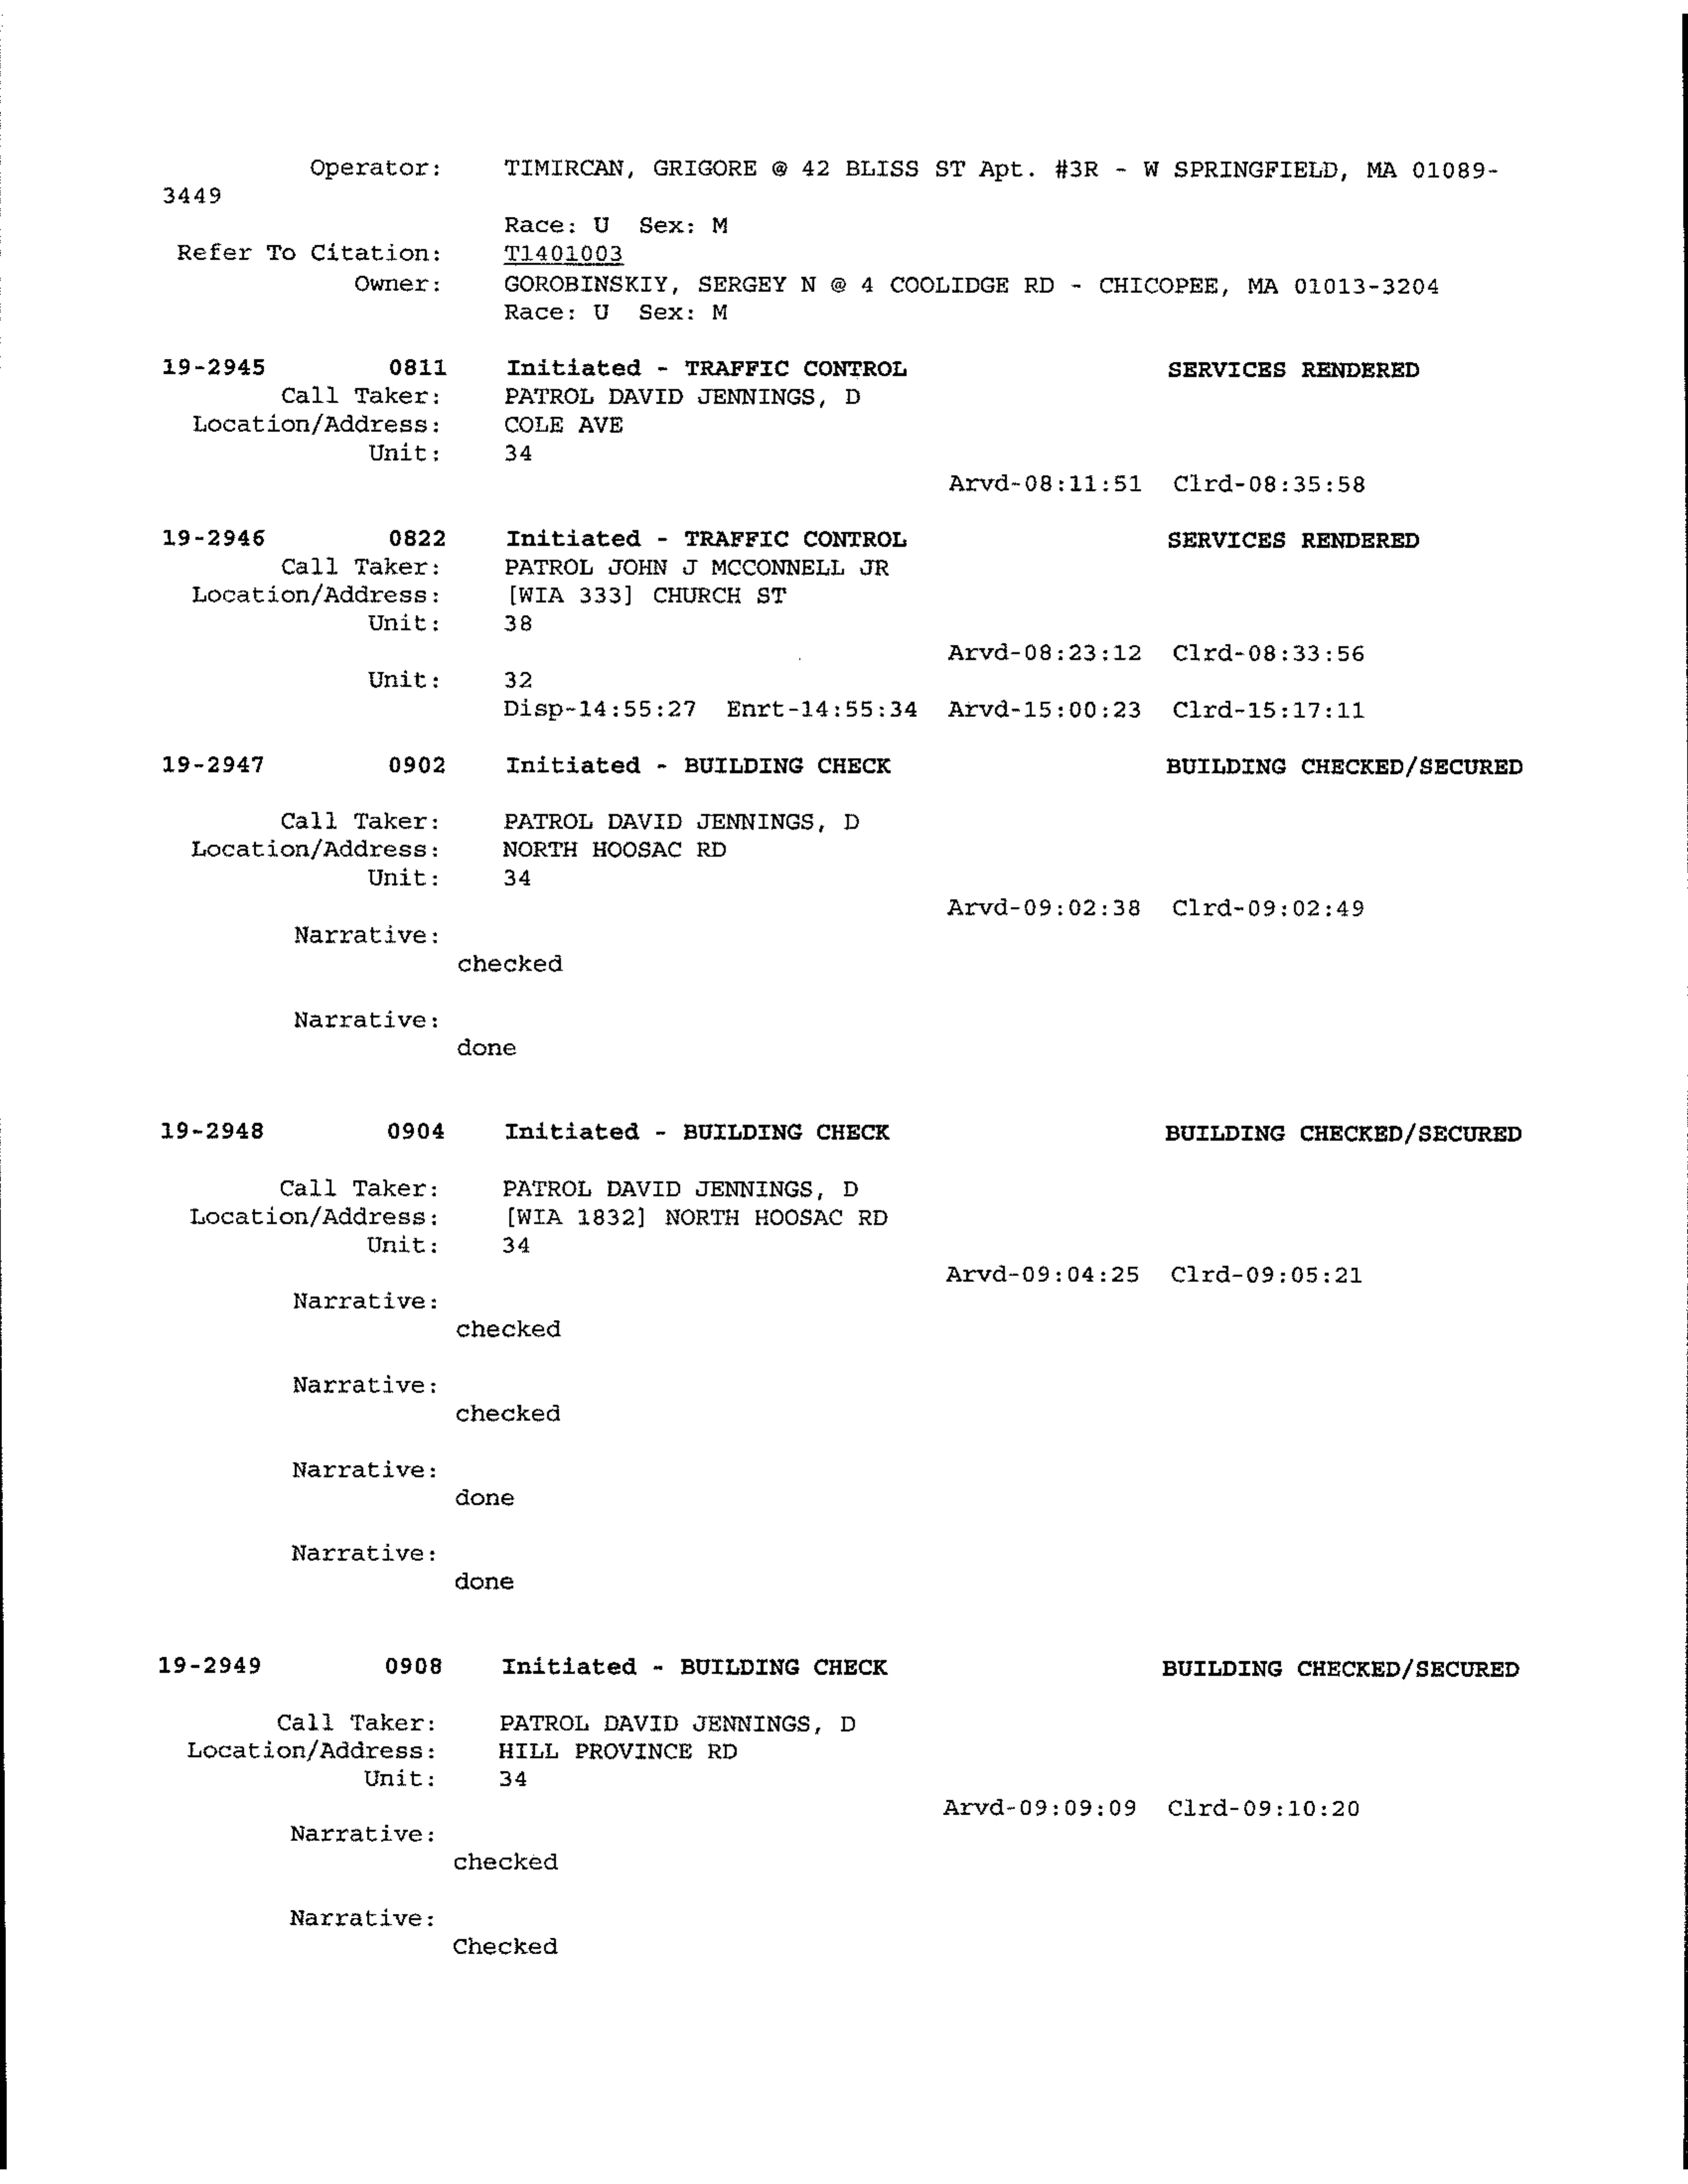 Operator: TIMIRCAN, GRIGORE @ 42 BLISS ST Apt. #3R - W SPRINGFIELD, MA 01089-
3449
Race: U Sex: M
Refer To Citation: T1401003
Owner: GOROBINSKIY, SERGEY N @ 4 COOLIDGE RD - CHICOPEE, MA 01013-3204
Race: U Sex: M
19-2945 0811 Initiated - TRAFFIC CONTROL SERVICES RENDERED
Call Taker: PATROL DAVID JENNINGS, D
Location/Address: COLE AVE
Unit: 34
Arvd-08:11:51 Clrd-08:35:58
19-2946 0822 Initiated - TRAFFIC CONTROL SERVICES RENDERED
Call Taker: PATROL JOHN J MCCONNELL JR
Location/Address: [WIA 333] CHURCH ST
Unit: 38
Arvd-08:23:12 Clrd-08:33:56
Unit: 32
Disp-14:55:27 Enrt-14:55:34 Arvd-15:00:23 Clrd-15:17:11
19-2947 0902 Initiated - BUILDING CHECK BUILDING CHECKED/SECURED
Call Taker: PATROL DAVID JENNINGS, D
Location/Address: NORTH HOOSAC RD
Unit: 34
Arvd-09:02:38 Clrd-09:02:49
Narrative:
checked
Narrative:
done
19-2948 0904 Initiated - BUILDING CHECK BUILDING CHECKED/SECURED
Call Taker: PATROL DAVID JENNINGS, D
Location/Address: [WIA 1832] NORTH HOOSAC RD
Unit: 34
Arvd-09:04:25 Clrd-09:05:21
Narrative:
checked
Narrative:
checked
Narrative:
done
Narrative:
done
19-2949 0908 Initiated - BUILDING CHECK BUILDING CHECKED/SECURED
Call Taker: PATROL DAVID JENNINGS, D
Location/Address: HILL PROVINCE RD
Unit: 34
Arvd-09:09:09 Clrd-09:10:20
Narrative:
checked
Narrative:
Checked